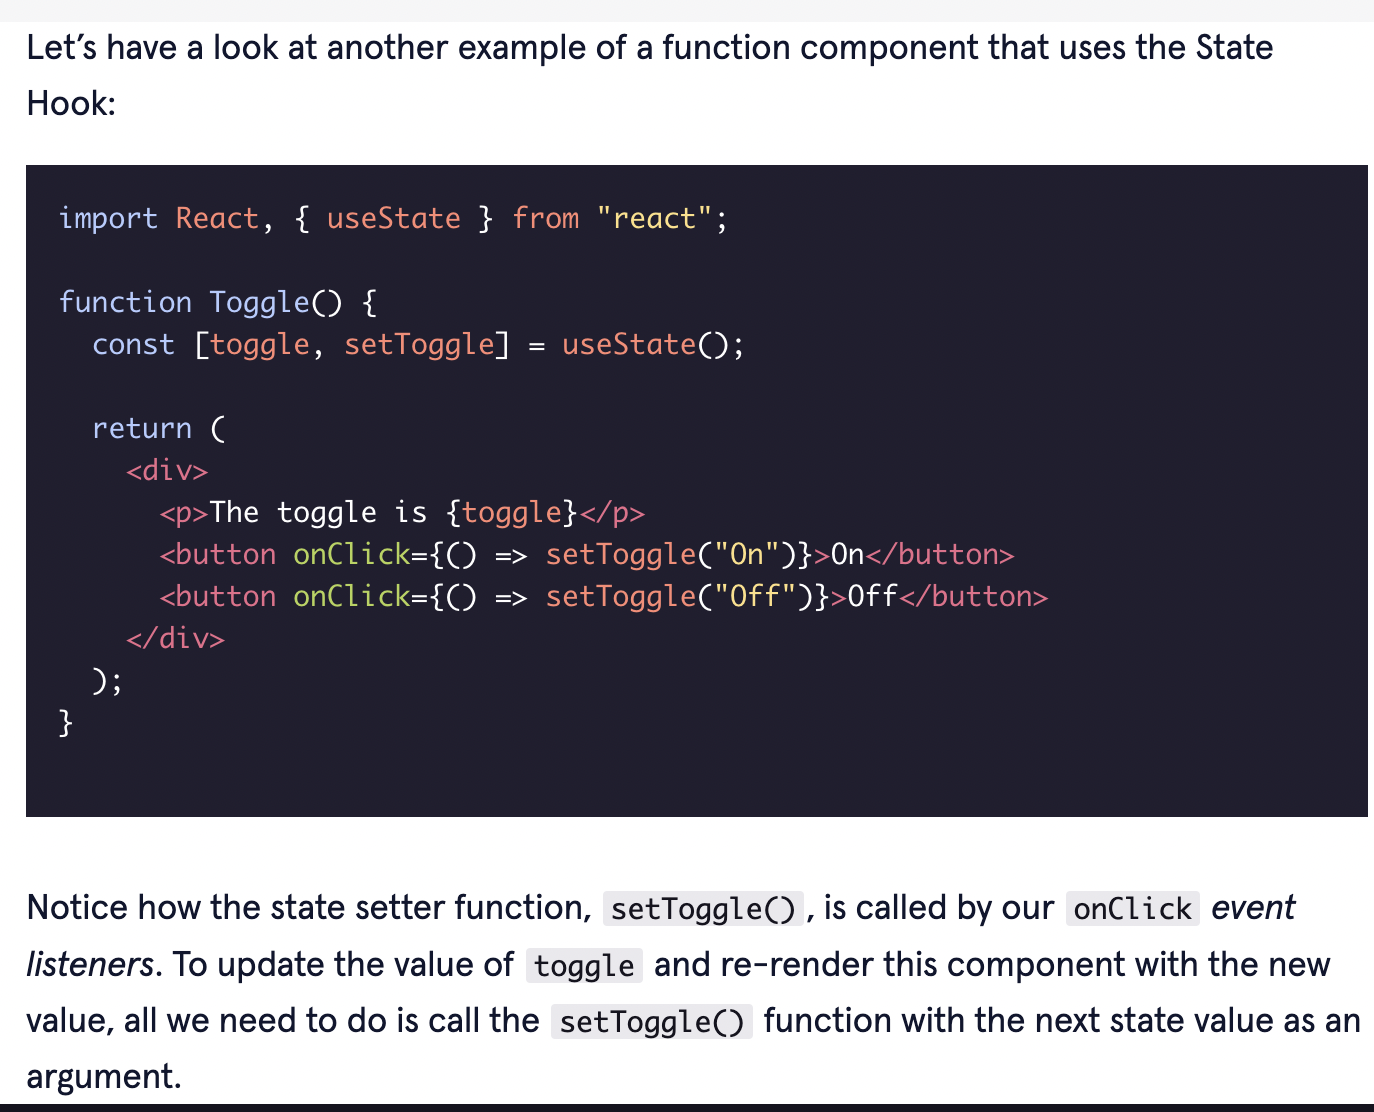 Let's have a look at another example of a function component that uses the State
Hook:
import React, { useState } from "react";
function Toggle() {
  const [toggle, setToggle] = useState();
  return (
    <div>
      <p>The toggle is {toggle}</p>
      <button onClick={() => setToggle("On")}>On</button>
      <button onClick={() => setToggle("Off")}>Off</button>
    </div>
  );
}
Notice how the state setter function, setToggle(), is called by our onClick event
listeners. To update the value of toggle and re-render this component with the new
value, all we need to do is call the setToggle() function with the next state value as an
argument.